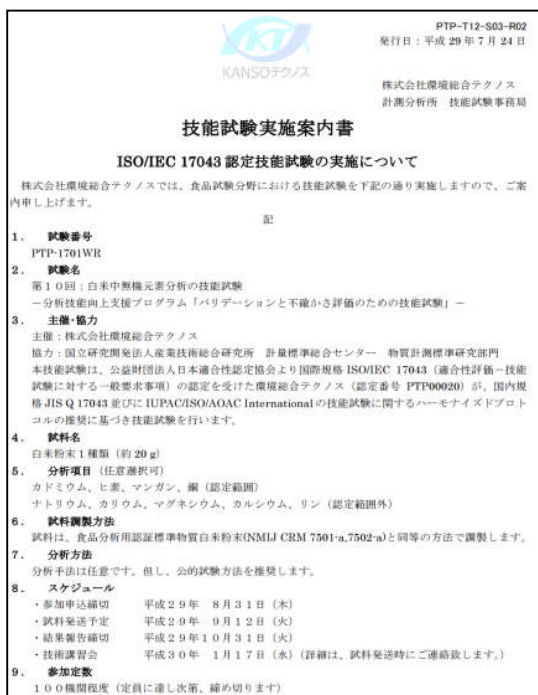 PTP-T12-S03-R02
発行日：平成 29 年 7 月 24 日
KT
KANSOテクノス
株式会社環境総合テクノス
計測分析所　技能試験事務局
技能試験実施案内書
ISO/IEC 17043 認定技能試験の実施について
株式会社環境総合テクノスでは、食品試験分野における技能試験を下記の通り実施しますので、ご案
内申し上げます。
記
1．　試験番号
PTP-1701WR
2．　試験名
第１０回：白米中無機元素分析の技能試験
－分析技能向上支援プログラム「バリデーションと不確かさ評価のための技能試験」－
3．　主催・協力
主催：株式会社環境総合テクノス
協力：国立研究開発法人産業技術総合研究所　計量標準総合センター　物質計測標準研究部門
本技能試験は、公益財団法人日本適合性認定協会より国際規格 ISO/IEC 17043（適合性評価－技能
試験に対する一般要求事項）の認定を受けた環境総合テクノス（認定番号 PTP00020）が、国内規
格 JIS Q 17043 並びに IUPAC/ISO/AOAC International の技能試験に関するハーモナイズドプロト
コルの推奨に基づき技能試験を行います。
4．　試料名
白米粉末 1 種類（約 20 g）
5．　分析項目（任意選択可）
カドミウム、ヒ素、マンガン、銅（認定範囲）
ナトリウム、カリウム、マグネシウム、カルシウム、リン（認定範囲外）
6．　試料調製方法
試料は、食品分析用認証標準物質白米粉末(NMIJ CRM 7501-a,7502-a)と同等の方法で調製します。
7．　分析方法
分析手法は任意です。但し、公的試験方法を推奨します。
8．　スケジュール
・参加申込締切　平成２９年　８月３１日（木）
・試料発送予定　平成２９年　９月１２日（火）
・結果報告締切　平成２９年１０月３１日（火）
・技術講習会　平成３０年　１月１７日（水）（詳細は、試料発送時にご連絡致します。）
9．　参加定数
１００機関程度（定員に達し次第、締め切ります）